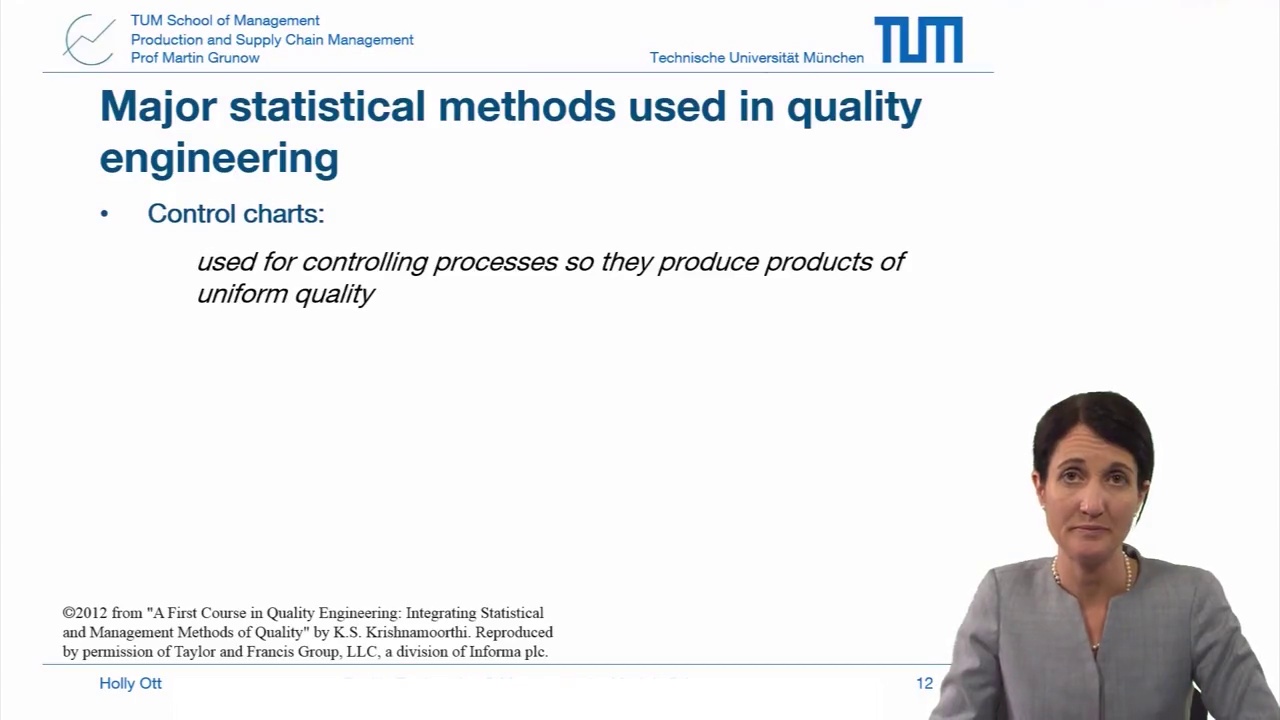 TUM School of Management
Production and Supply Chain Management
Prof Martin Grunow
Technische Universität München
TUM
Major statistical methods used in quality
engineering
• Control charts:
used for controlling processes so they produce products of
uniform quality
©2012 from "A First Course in Quality Engineering: Integrating Statistical
and Management Methods of Quality" by K.S. Krishnamoorthi. Reproduced
by permission of Taylor and Francis Group, LLC, a division of Informa plc.
Holly Ott
12